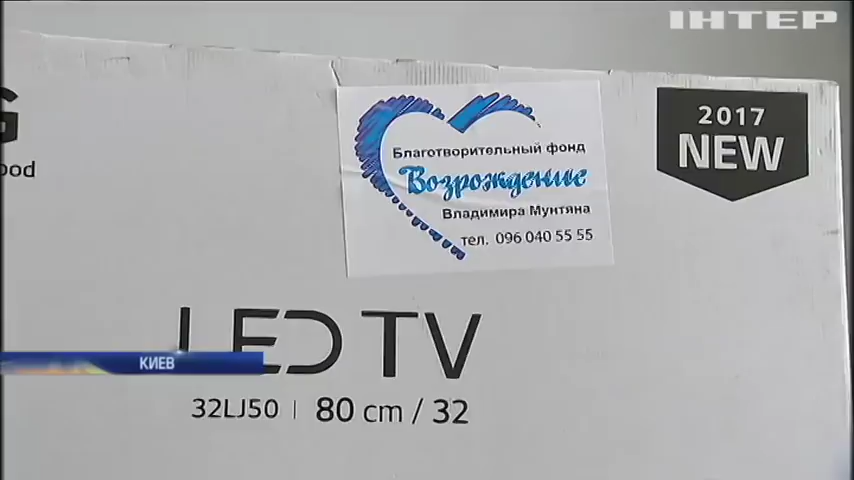 ІНТЕР
G
ood
2017
NEW
Благотворительный фонд
Возрождение
Владимира Мунтяна
тел. 096 040 55 55
LED TV
КИЕВ
32LJ50 | 80 cm / 32